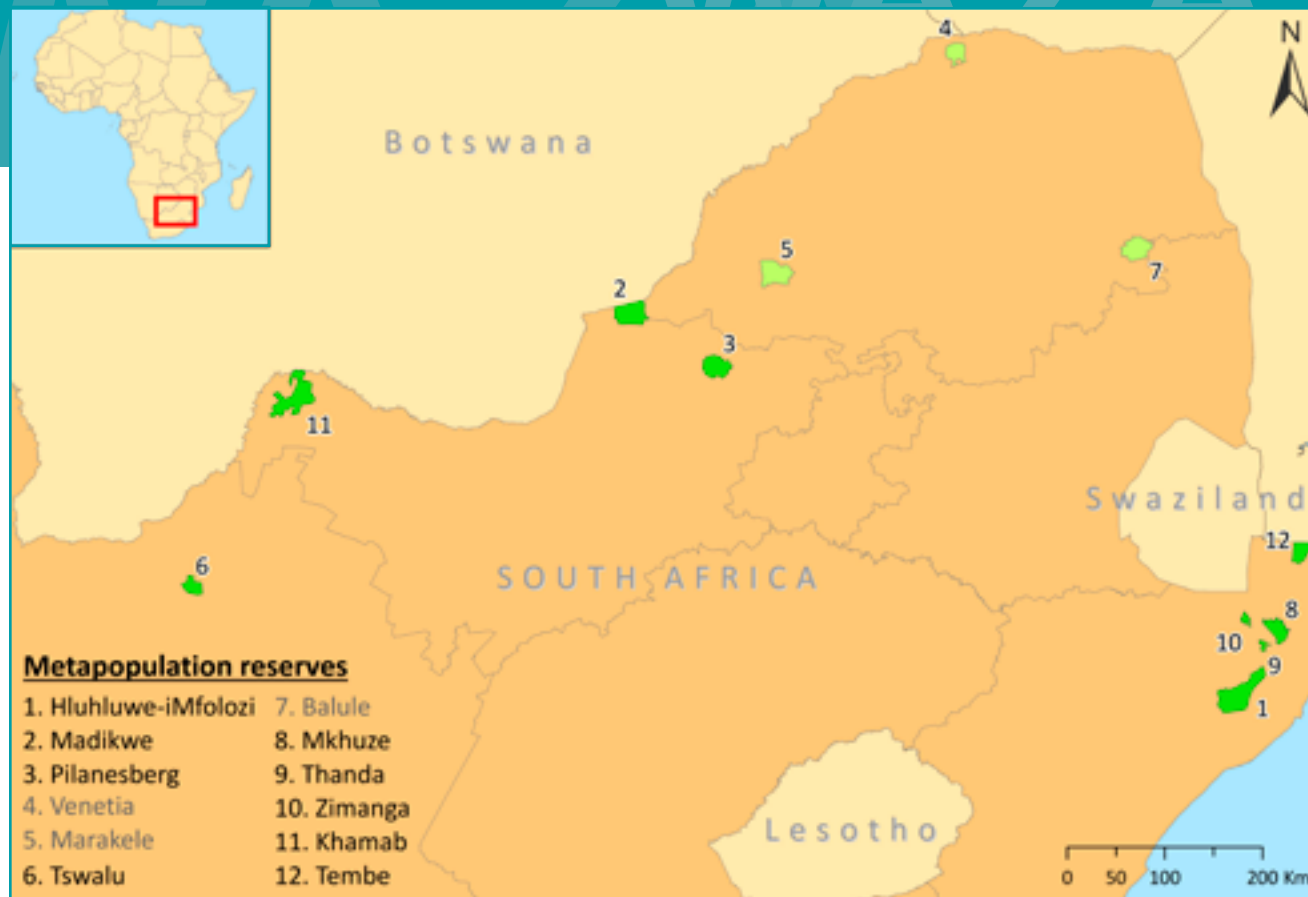 4
N
Botswana
5
7
2
3
11
Swaziland
12
6
SOUTH AFRICA
8
10
9
1
Metapopulation reserves
1. Hluhluwe-iMfolozi
2. Madikwe
3. Pilanesberg
4. Venetia
5. Marakele
6. Tswalu
7. Balule
8. Mkhuze
9. Thanda
10. Zimanga
11. Khamab
12. Tembe
Lesotho
0 50 100 200 Km